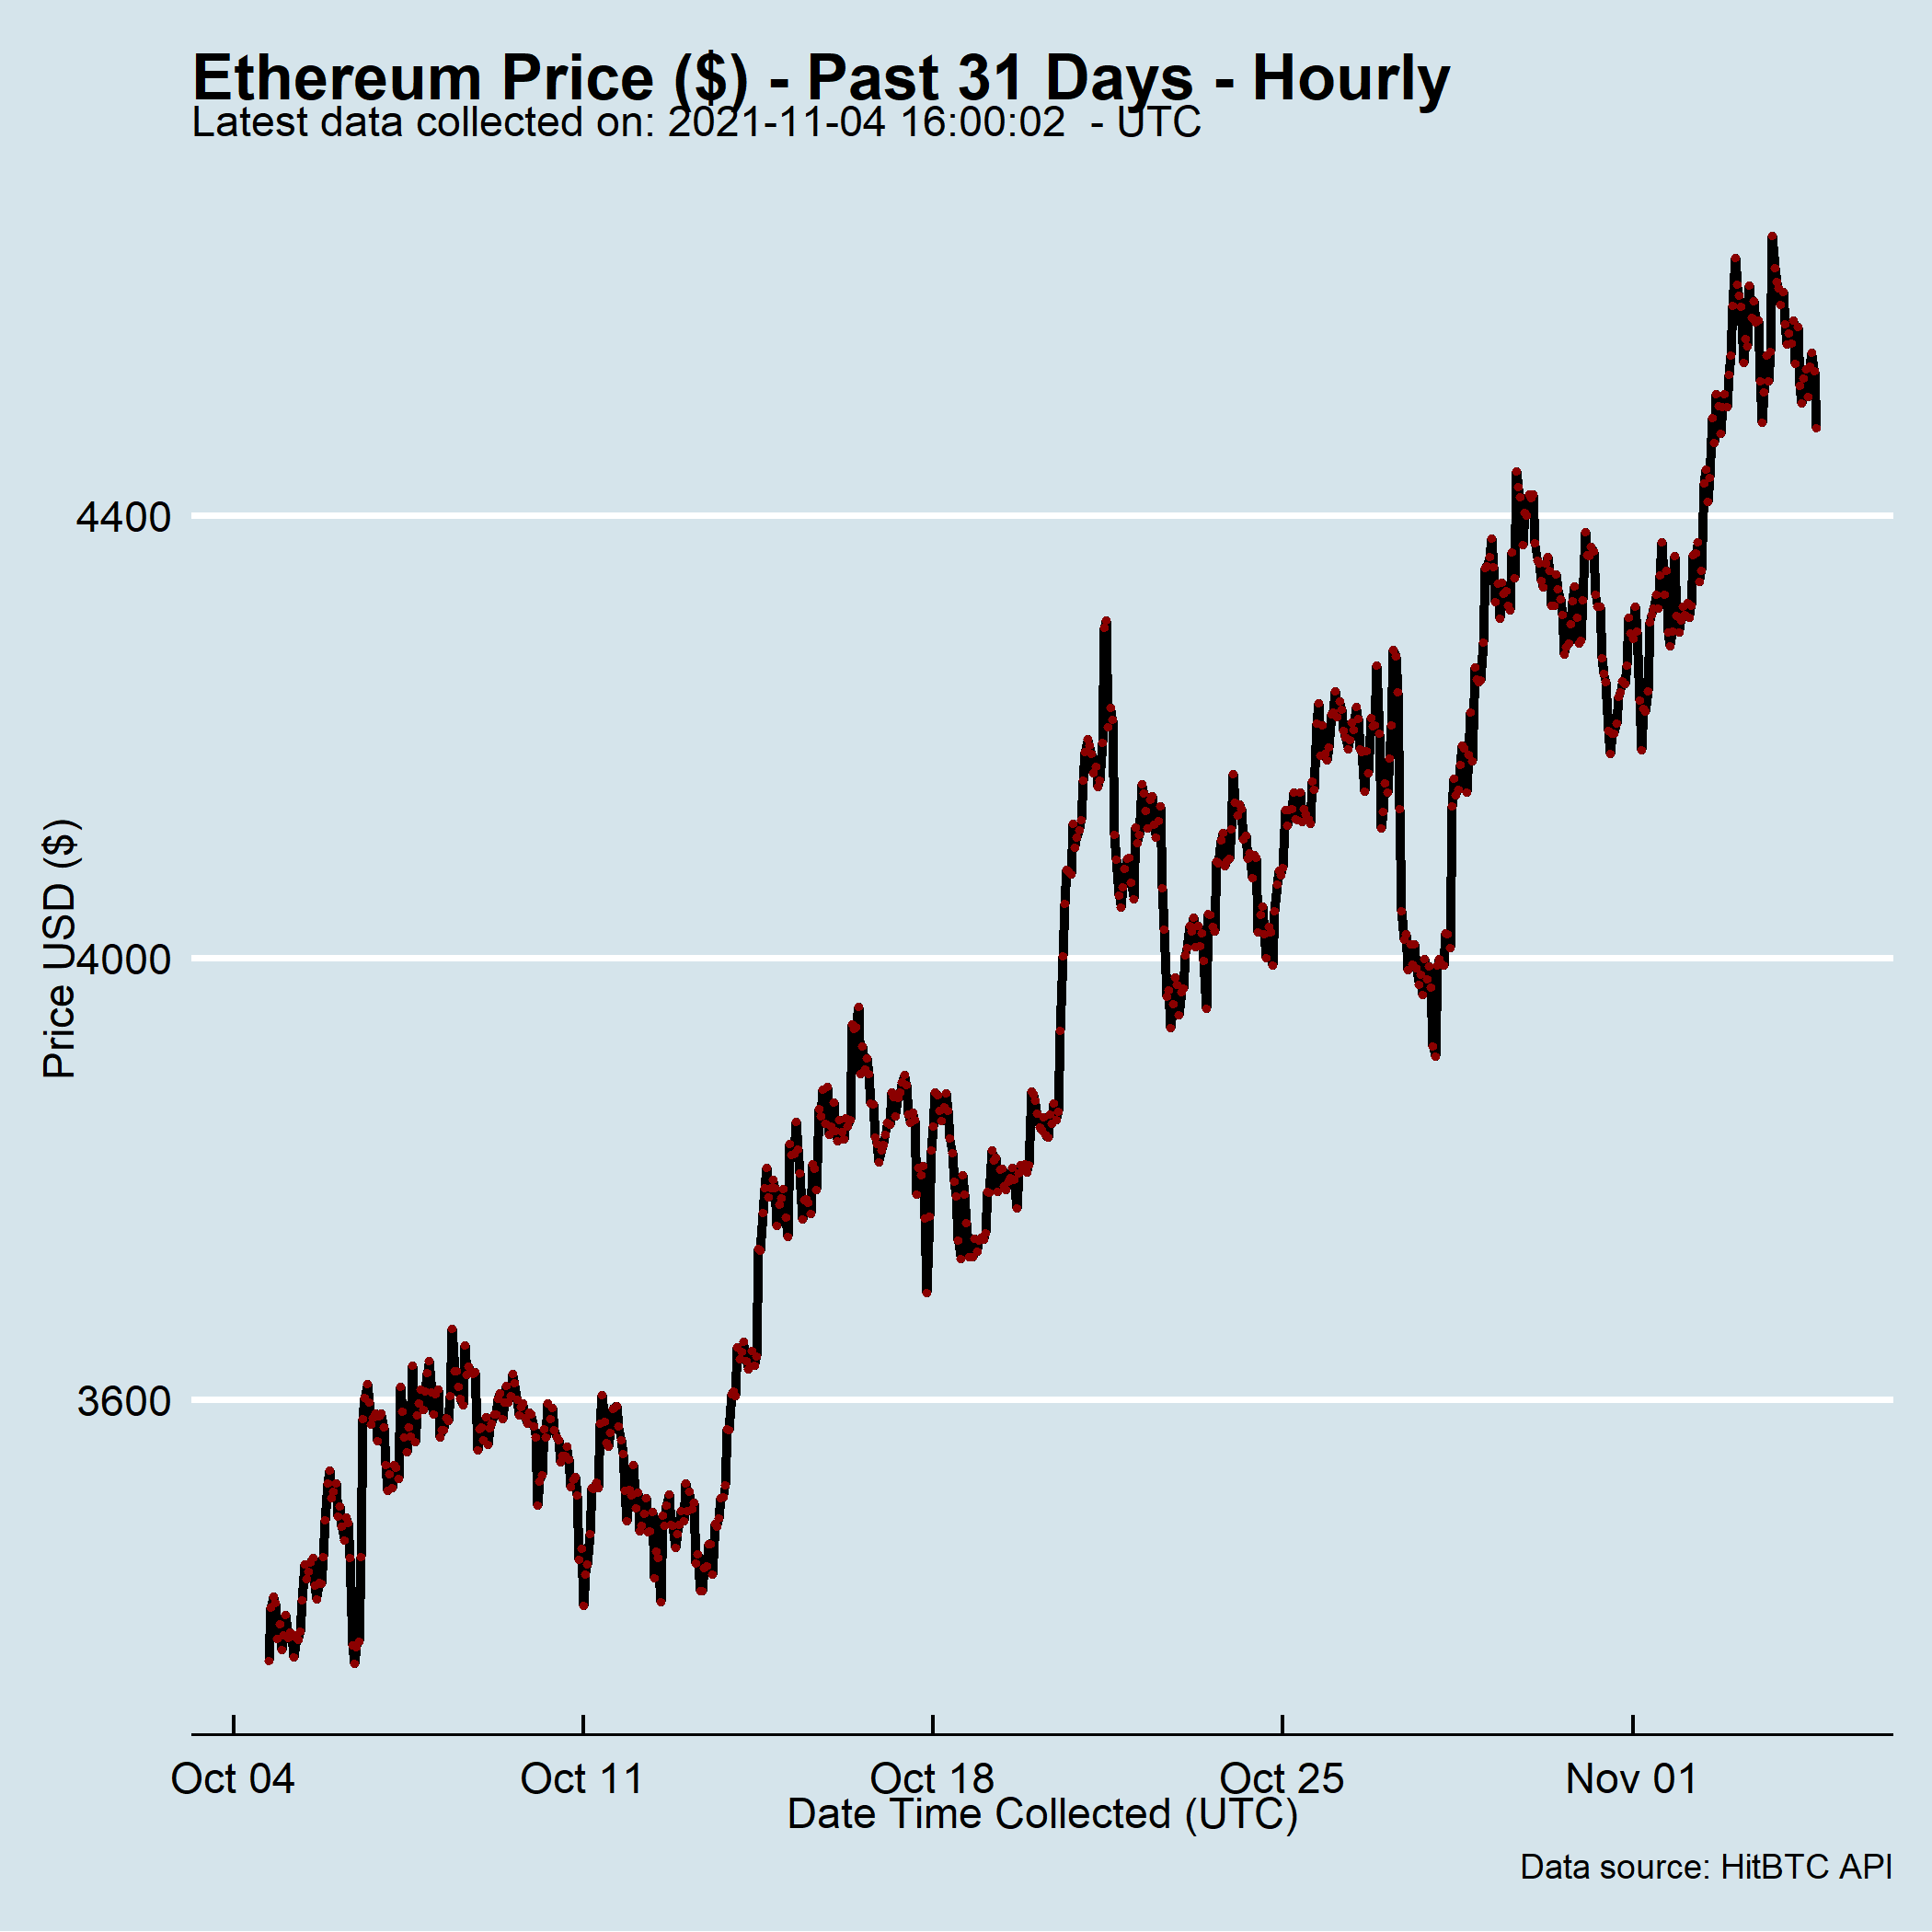 Ethereum Price ($) - Past 31 Days - Hourly
Latest data collected on: 2021-11-04 16:00:02  - UTC
4400
4000
3600
Price USD ($)
Oct 04
Oct 11
Oct 18
Oct 25
Nov 01
Date Time Collected (UTC)
Data source: HitBTC API